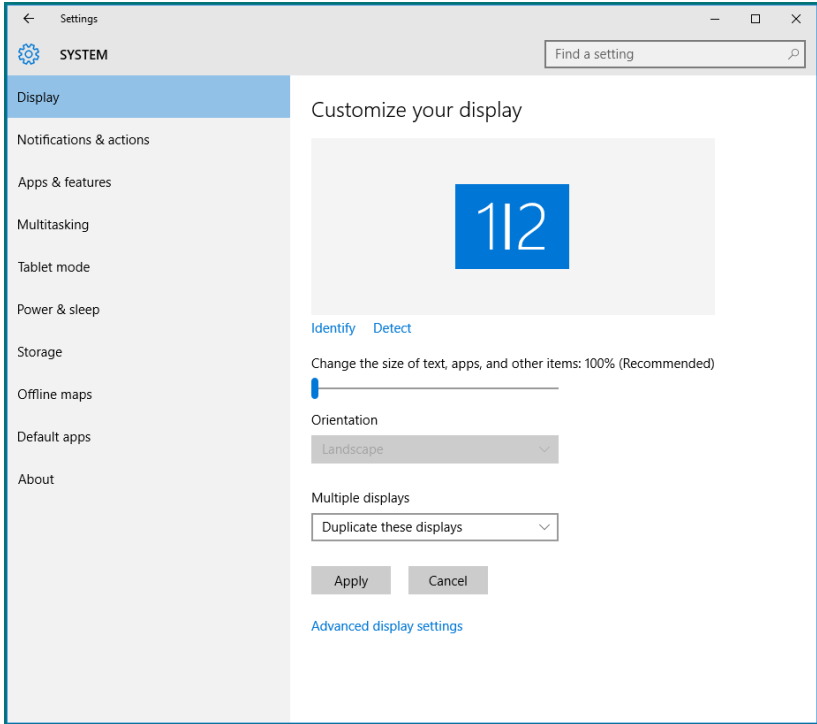 Settings
SYSTEM
Find a setting
Display
Notifications & actions
Apps & features
Multitasking
Tablet mode
Power & sleep
Storage
Offline maps
Default apps
About
Customize your display
1|2
Identify Detect
Change the size of text, apps, and other items: 100% (Recommended)
Orientation
Landscape
Multiple displays
Duplicate these displays
Apply Cancel
Advanced display settings